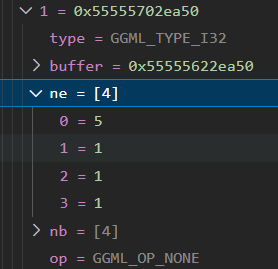 1 = 0x55555702ea50
type = GGML_TYPE_I32
buffer = 0x55555622ea50
ne = [4]
0 = 5
1 = 1
2 = 1
3 = 1
nb = [4]
op = GGML_OP_NONE